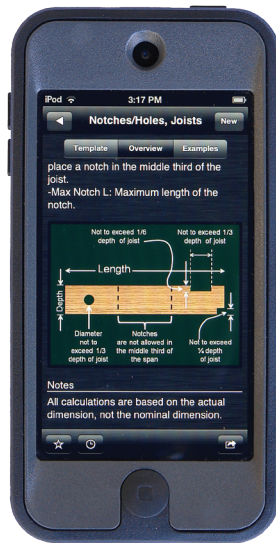 iPod 3:17 PM
Notches/Holes, Joists New
Template Overview Examples
place a notch in the middle third of the
joist.
-Max Notch L: Maximum length of the
notch.
Not to exceed 1/6
depth of joist
Not to exceed 1/3
depth of joist
Length
Depth
Diameter
not to
exceed 1/3
depth of joist
Notches
are not allowed in
the middle third of
the span
Not to exceed
¼ depth
of joist
Notes
All calculations are based on the actual
dimension, not the nominal dimension.